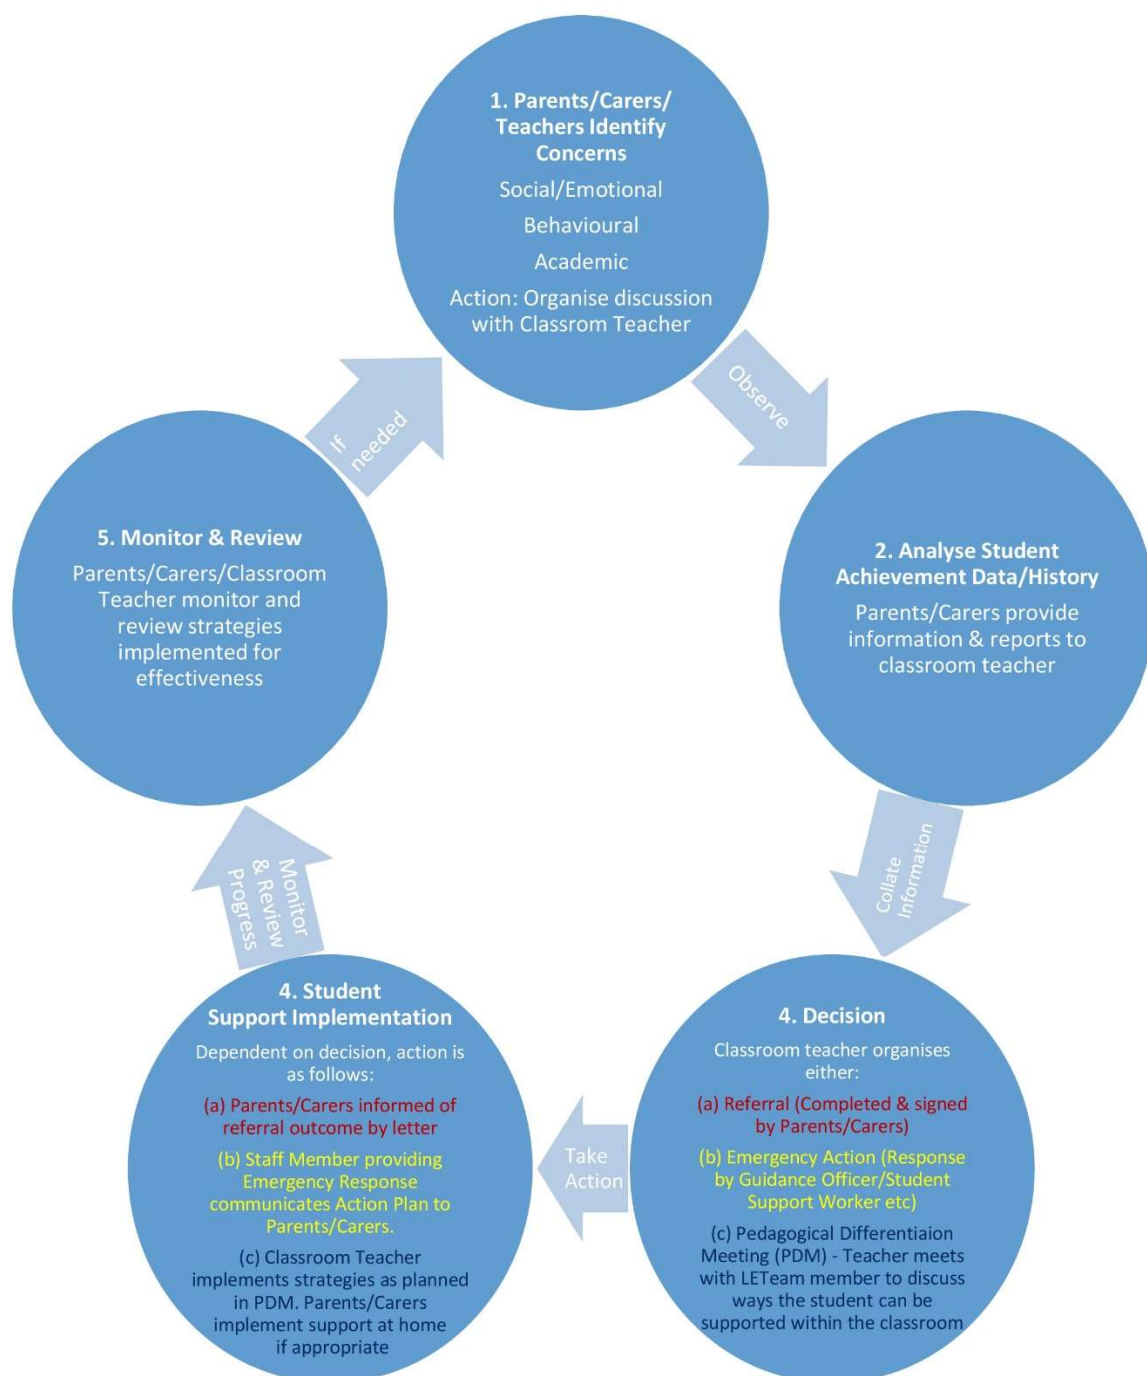 1. Parents/Carers/
Teachers Identify
Concerns
Social/Emotional
Behavioural
Academic
Action: Organise discussion
with Classrom Teacher
Observe
2. Analyse Student
Achievement Data/History
Parents/Carers provide
information & reports to
classroom teacher
Collate
Information
4. Decision
Classroom teacher organises
either:
(a) Referral (Completed & signed
by Parents/Carers)
(b) Emergency Action (Response
by Guidance Officer/Student
Support Worker etc)
(c) Pedagogical Differentiaion
Meeting (PDM) - Teacher meets
with LETeam member to discuss
ways the student can be
supported within the classroom
Take
Action
4. Student
Support Implementation
Dependent on decision, action is
as follows:
(a) Parents/Carers informed of
referral outcome by letter
(b) Staff Member providing
Emergency Response
communicates Action Plan to
Parents/Carers.
(c) Classroom Teacher
implements strategies as planned
in PDM. Parents/Carers
implement support at home
if appropriate
Monitor
& Review
Progress
5. Monitor & Review
Parents/Carers/Classroom
Teacher monitor and
review strategies
implemented for
effectiveness
If
needed